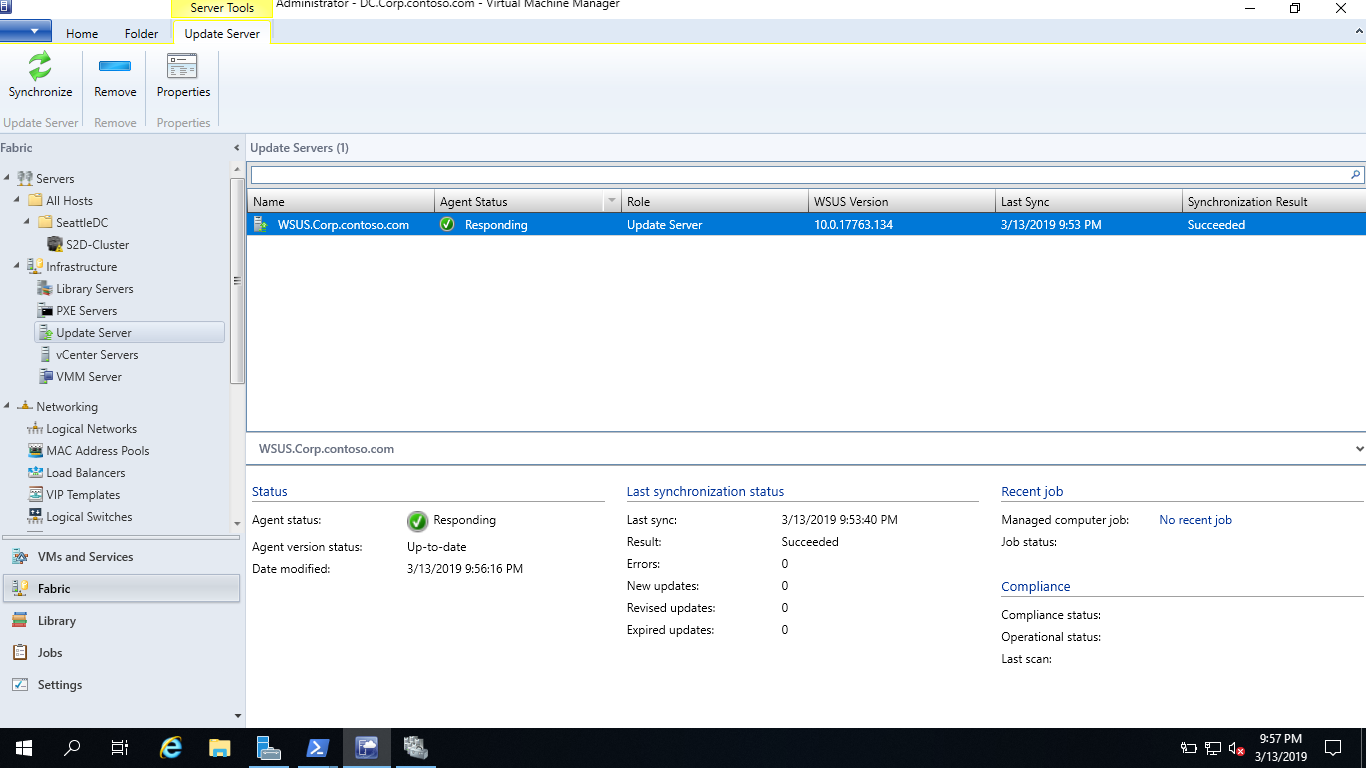 Server Tools
Administrator - DC.Corp.contoso.com - Virtual Machine Manager
Home Folder Update Server
Synchronize Remove Properties
Update Server Remove Properties
Fabric
Servers
All Hosts
SeattleDC
S2D-Cluster
Infrastructure
Library Servers
PXE Servers
Update Server
vCenter Servers
VMM Server
Networking
Logical Networks
MAC Address Pools
Load Balancers
VIP Templates
Logical Switches
VMs and Services
Fabric
Library
Jobs
Settings
Update Servers (1)
Name Agent Status Role WSUS Version Last Sync Synchronization Result
WSUS.Corp.contoso.com Responding Update Server 10.0.17763.134 3/13/2019 9:53 PM Succeeded
WSUS.Corp.contoso.com
Status
Agent status: Responding
Agent version status: Up-to-date
Date modified: 3/13/2019 9:56:16 PM
Last synchronization status
Last sync: 3/13/2019 9:53:40 PM
Result: Succeeded
Errors: 0
New updates: 0
Revised updates: 0
Expired updates: 0
Recent job
Managed computer job: No recent job
Job status:
Compliance
Compliance status:
Operational status:
Last scan:
9:57 PM
3/13/2019